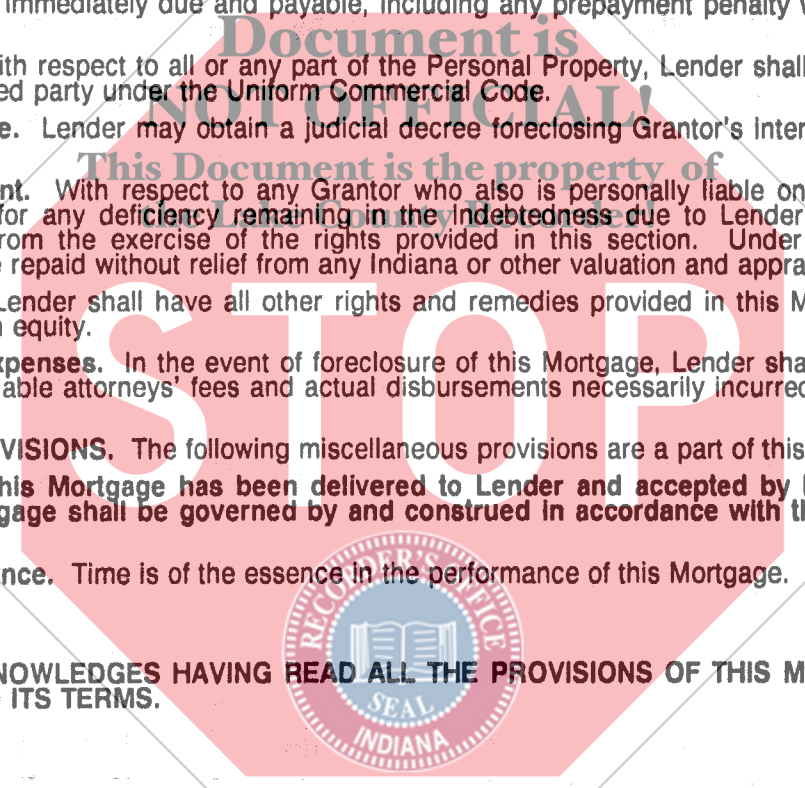 immediately due and payable, including any prepayment penalty
Document is
ith respect to all or any part of the Personal Property, Lender shall
ed party under the Uniform Commercial Code.
NOT OFFICIAL!
e. Lender may obtain a judicial decree foreclosing Grantor's Inter
This Document is the property of
nt. With respect to any Grantor who also is personally liable on
for any deficiency remaining in the Indebtedness due to Lender
the Lake County Recorder!
rom the exercise of the rights provided in this section. Under
repaid without relief from any Indiana or other valuation and appra
Lender shall have all other rights and remedies provided in this M
n equity.
STOP
xpenses. In the event of foreclosure of this Mortgage, Lender sha
able attorneys' fees and actual disbursements necessarily incurred
VISIONS. The following miscellaneous provisions are a part of this
his Mortgage has been delivered to Lender and accepted by
gage shall be governed by and construed in accordance with th
nce. Time is of the essence in the performance of this Mortgage.
RECORDER'S OFFICE
NOWLEDGES HAVING READ ALL THE PROVISIONS OF THIS M
ITS TERMS.
SEAL
INDIANA